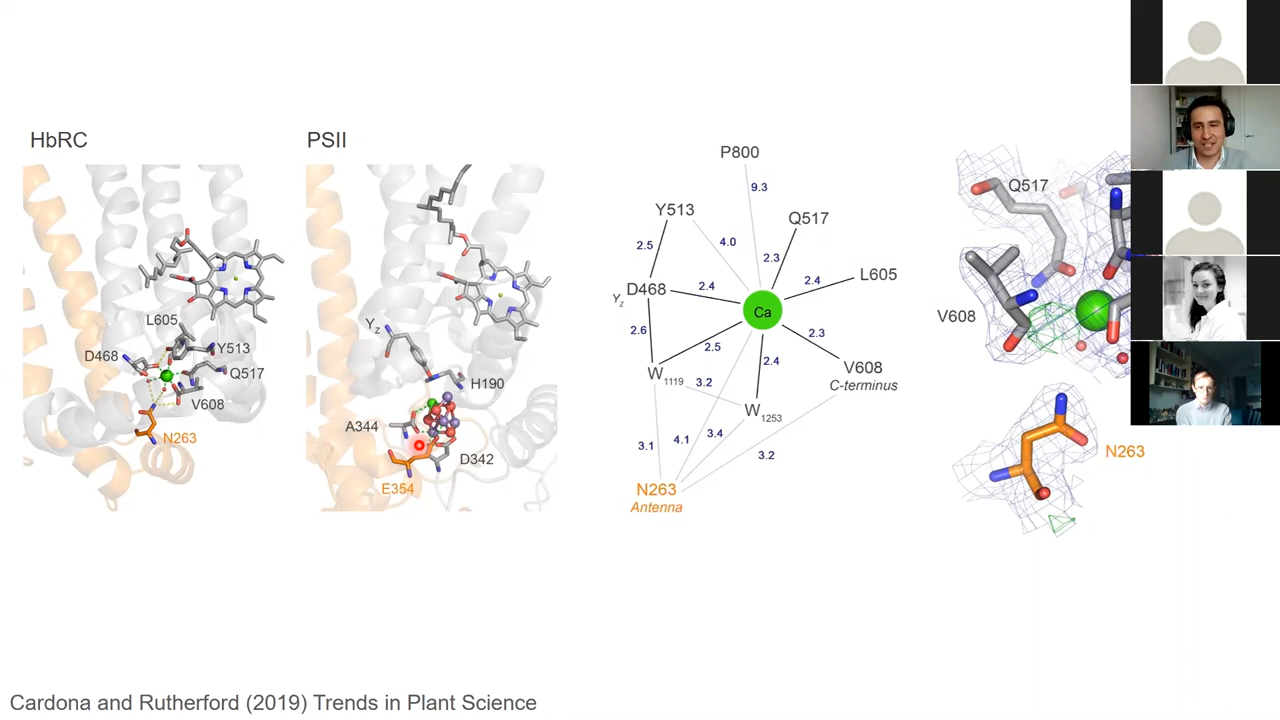 HbRC
PSII
L605
D468
Y513
Q517
V608
N263
Yz
H190
A344
D342
E354
P800
9.3
Y513
Q517
4.0
2.5
2.3
L605
2.4
Yz D468
2.4
Ca
2.6
2.5
2.3
2.4
V608
C-terminus
W1119
3.2
W1253
3.1
4.1
3.4
3.2
N263
Antenna
Q517
V608
N263
Cardona and Rutherford (2019) Trends in Plant Science